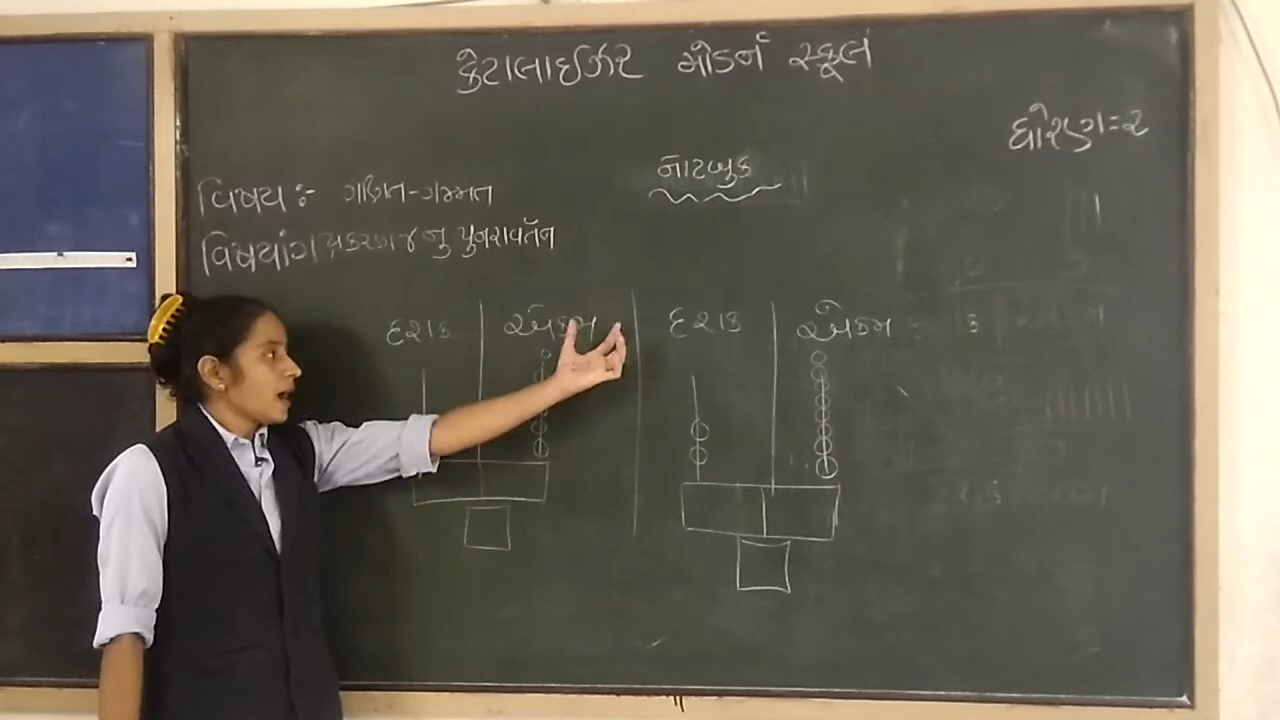 કેટાલાઈઝર મોડર્ન સ્કૂલ
ધોરણ=૨
નોટબુક
વિષય :- ગણિત-ગમ્મત
વિષયાંગ પ્રકરણ ૪નુ પુનરાવર્તન
દશક એકમ દશક એકમ